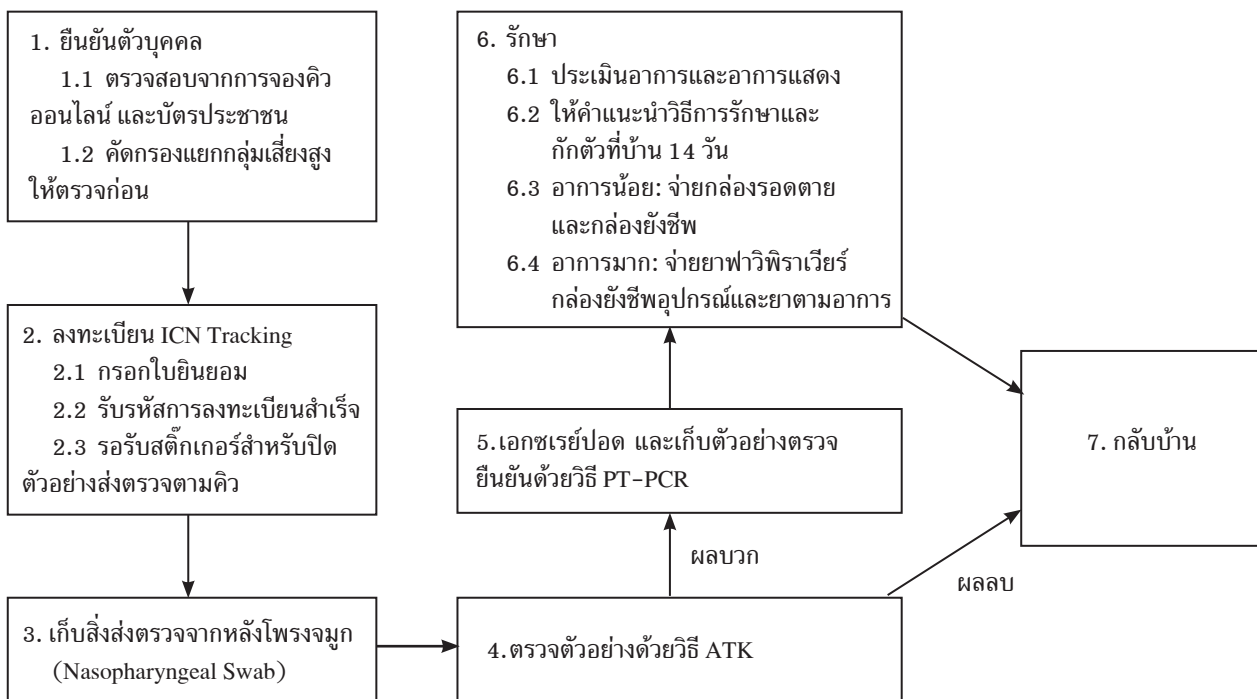 1. ยืนยันตัวบุคคล
1.1 ตรวจสอบจากการจองคิว
ออนไลน์ และบัตรประชาชน
1.2 คัดกรองแยกกลุ่มเสี่ยงสูง
ให้ตรวจก่อน
2. ลงทะเบียน ICN Tracking
2.1 กรอกใบยินยอม
2.2 รับรหัสการลงทะเบียนสำเร็จ
2.3 รอรับสติ๊กเกอร์สำหรับปิด
ตัวอย่างส่งตรวจตามคิว
3. เก็บสิ่งส่งตรวจจากหลังโพรงจมูก
(Nasopharyngeal Swab)
4.ตรวจตัวอย่างด้วยวิธี ATK
ผลบวก
ผลลบ
5.เอกซเรย์ปอด และเก็บตัวอย่างตรวจ
ยืนยันด้วยวิธี PT-PCR
6. รักษา
6.1 ประเมินอาการและอาการแสดง
6.2 ให้คำแนะนำวิธีการรักษาและ
กักตัวที่บ้าน 14 วัน
6.3 อาการน้อย: จ่ายกล่องรอดตาย
และกล่องยังชีพ
6.4 อาการมาก: จ่ายยาฟาวิพิราเวียร์
กล่องยังชีพอุปกรณ์และยาตามอาการ
7. กลับบ้าน